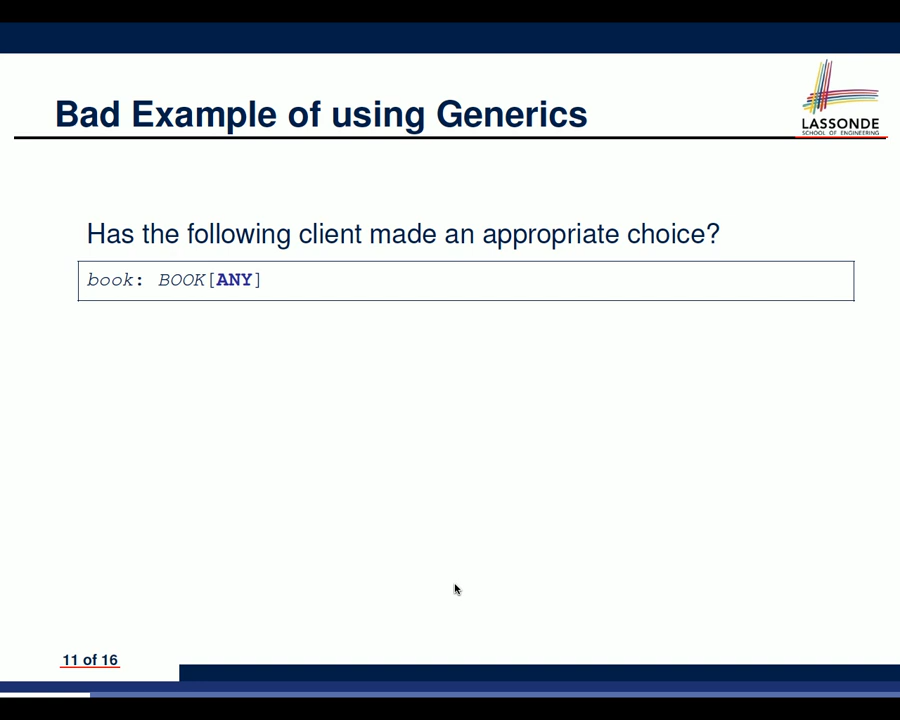 Bad Example of using Generics
LASSONDE
SCHOOL OF ENGINEERING
Has the following client made an appropriate choice?
book: BOOK[ANY]
11 of 16